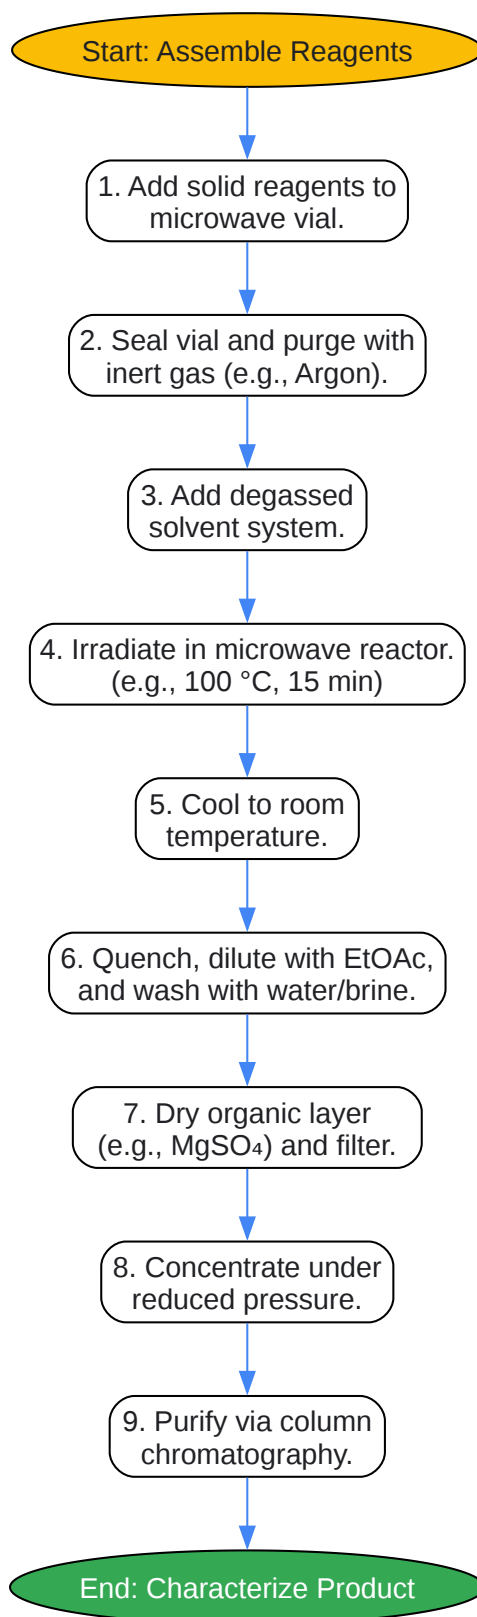 Start: Assemble Reagents
1. Add solid reagents to
microwave vial.
2. Seal vial and purge with
inert gas (e.g., Argon).
3. Add degassed
solvent system.
4. Irradiate in microwave reactor.
(e.g., 100 °C, 15 min)
5. Cool to room
temperature.
6. Quench, dilute with EtOAc,
and wash with water/brine.
7. Dry organic layer
(e.g., MgSO₄) and filter.
8. Concentrate under
reduced pressure.
9. Purify via column
chromatography.
End: Characterize Product